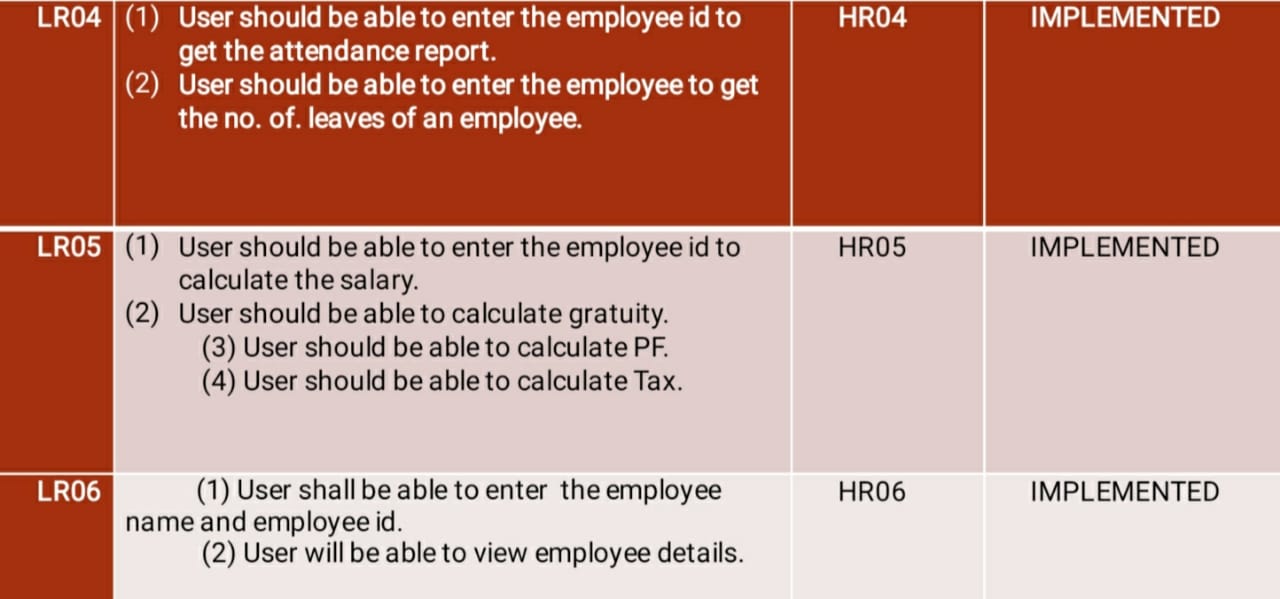 LR04 (1) User should be able to enter the employee id to HR04 IMPLEMENTED
get the attendance report.
(2) User should be able to enter the employee to get
the no. of. leaves of an employee.
LR05 (1) User should be able to enter the employee id to HR05 IMPLEMENTED
calculate the salary.
(2) User should be able to calculate gratuity.
(3) User should be able to calculate PF.
(4) User should be able to calculate Tax.
LR06 (1) User shall be able to enter the employee HR06 IMPLEMENTED
name and employee id.
(2) User will be able to view employee details.